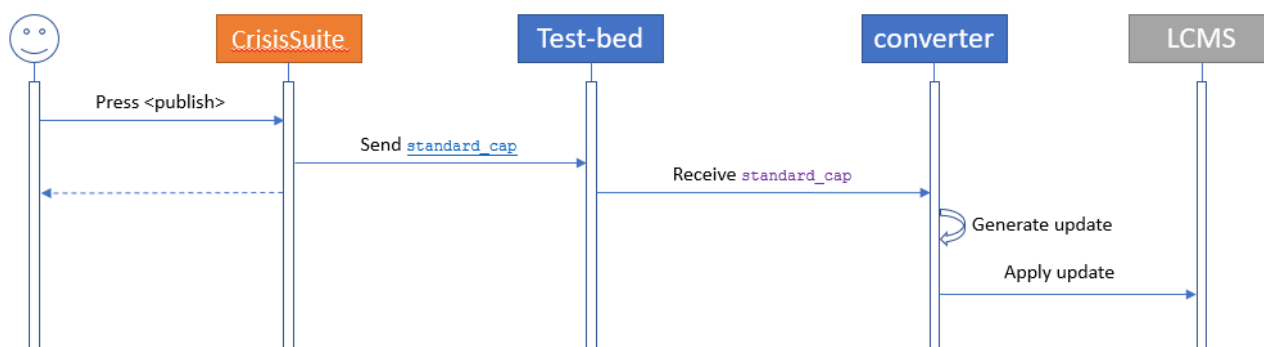 CrisisSuite
Test-bed
converter
LCMS
Press <publish>
Send standard_cap
Receive standard_cap
Generate update
Apply update